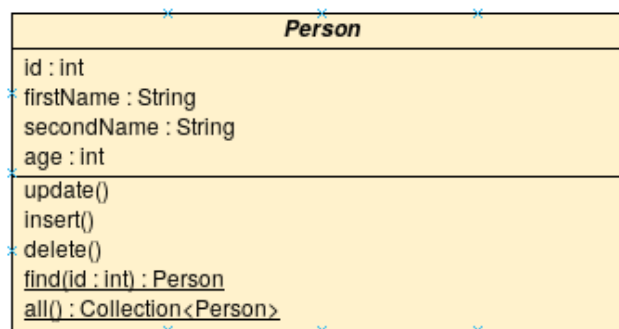 Person
id : int
firstName : String
secondName : String
age : int
update()
insert()
delete()
find(id : int) : Person
all() : Collection<Person>